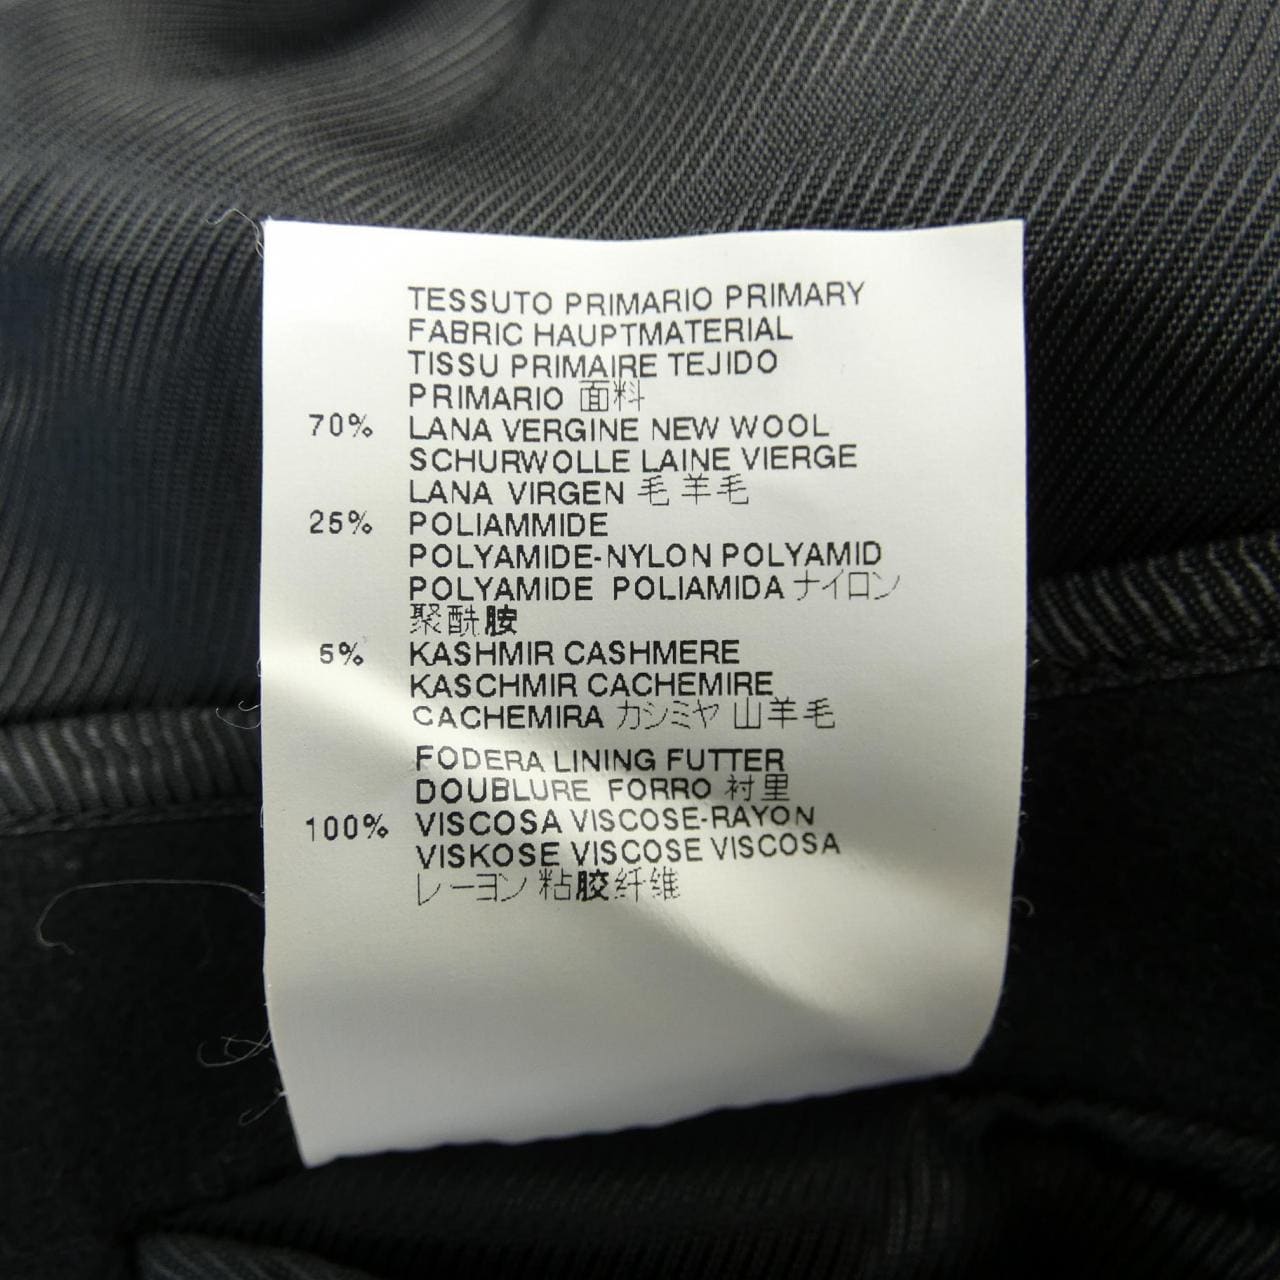 TESSUTO PRIMARIO PRIMARY
FABRIC HAUPTMATERIAL
TISSU PRIMAIRE TEJIDO
PRIMARIO 面料
70% LANA VERGINE NEW WOOL
SCHURWOLLE LAINE VIERGE
LANA VIRGEN 毛 羊毛
25% POLIAMMIDE
POLYAMIDE-NYLON POLYAMID
POLYAMIDE POLIAMIDA ナイロン
聚酰胺
5% KASHMIR CASHMERE
KASCHMIR CACHEMIRE
CACHEMIRA カシミヤ 山羊毛
FODERA LINING FUTTER
DOUBLURE FORRO 衬里
100% VISCOSA VISCOSE-RAYON
VISKOSE VISCOSE VISCOSA
レーヨン 粘胶纤维